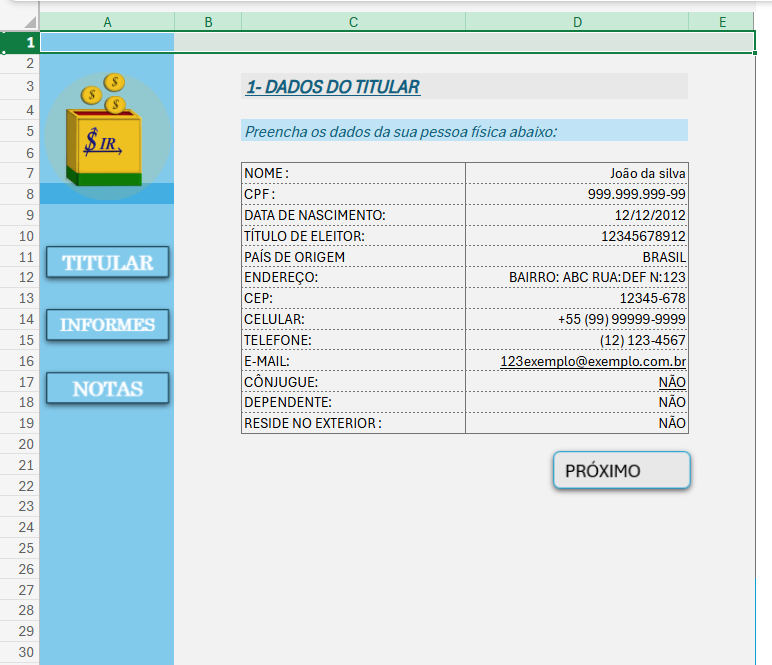 A B C D E
1
2
3 1- DADOS DO TITULAR
4
5 Preencha os dados da sua pessoa física abaixo:
6
7 NOME : João da silva
8 CPF : 999.999.999-99
9 DATA DE NASCIMENTO: 12/12/2012
10 TÍTULO DE ELEITOR: 12345678912
11 PAÍS DE ORIGEM BRASIL
12 ENDEREÇO: BAIRRO: ABC RUA:DEF N:123
13 CEP: 12345-678
14 CELULAR: +55 (99) 99999-9999
15 TELEFONE: (12) 123-4567
16 E-MAIL: 123exemplo@exemplo.com.br
17 CÔNJUGUE: NÃO
18 DEPENDENTE: NÃO
19 RESIDE NO EXTERIOR : NÃO
20
21
22
23
24
25
26
27
28
29
30
$ $ $
$ IR
TITULAR
INFORMES
NOTAS
PRÓXIMO